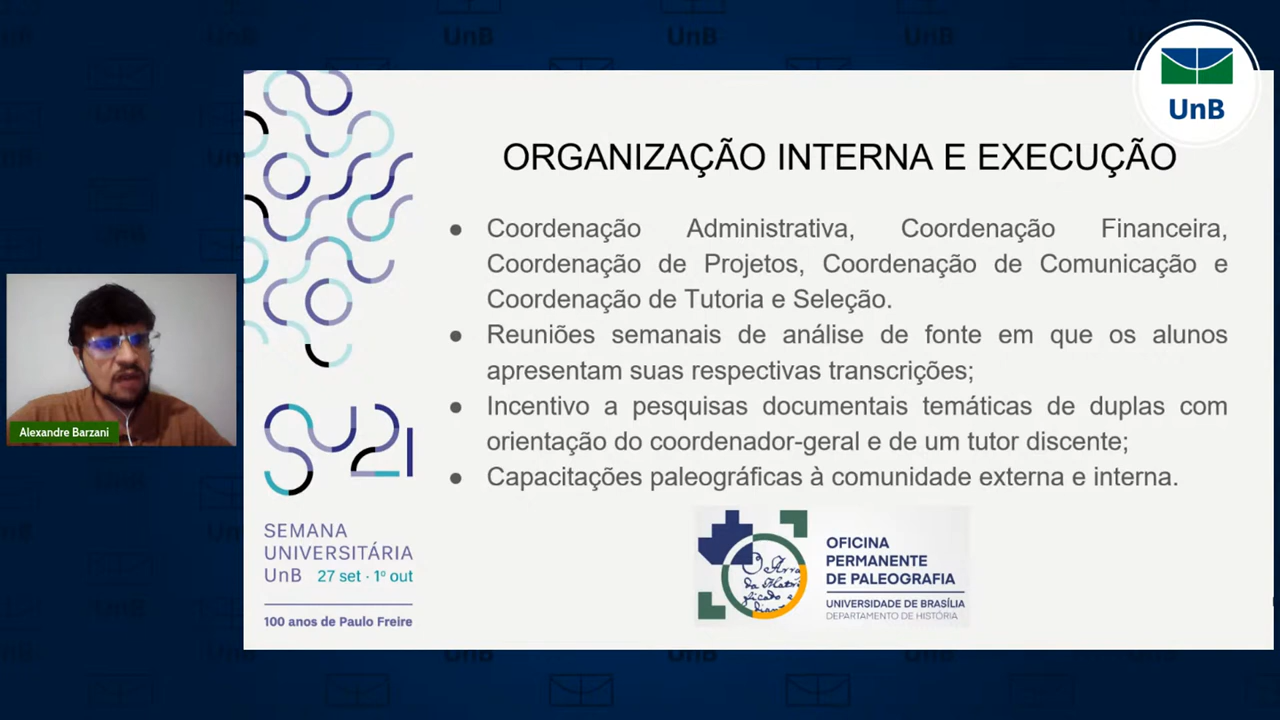 UnB
ORGANIZAÇÃO INTERNA E EXECUÇÃO
● Coordenação Administrativa, Coordenação Financeira,
Coordenação de Projetos, Coordenação de Comunicação e
Coordenação de Tutoria e Seleção.
● Reuniões semanais de análise de fonte em que os alunos
apresentam suas respectivas transcrições;
● Incentivo a pesquisas documentais temáticas de duplas com
orientação do coordenador-geral e de um tutor discente;
● Capacitações paleográficas à comunidade externa e interna.
Alexandre Barzani
SU21
SEMANA
UNIVERSITÁRIA
UnB 27 set · 1º out
100 anos de Paulo Freire
OFICINA
PERMANENTE
DE PALEOGRAFIA
UNIVERSIDADE DE BRASÍLIA
DEPARTAMENTO DE HISTÓRIA
UnB UnB UnB